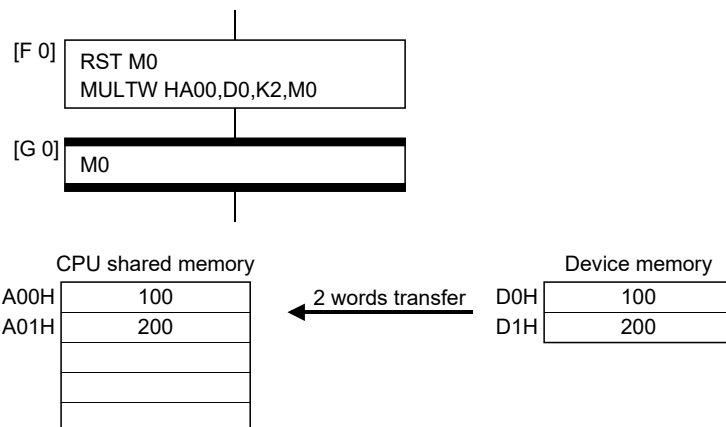 [F 0]
RST M0
MULTW HA00,D0,K2,M0
[G 0]
M0
CPU shared memory
Device memory
A00H 100
2 words transfer
D0H 100
A01H 200
D1H 200